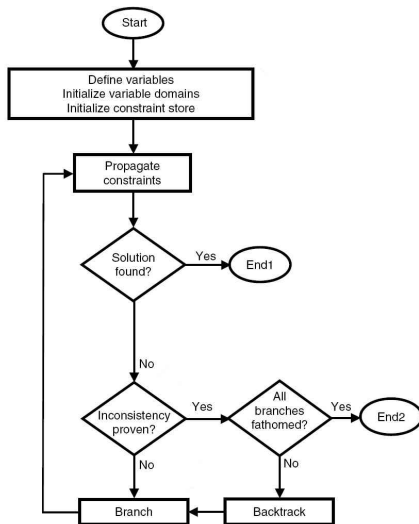 Start
Define variables
Initialize variable domains
Initialize constraint store
Propagate
constraints
Solution
found?
Yes
End1
No
Inconsistency
proven?
Yes
All
branches
fathomed?
Yes
End2
No
No
Branch
Backtrack